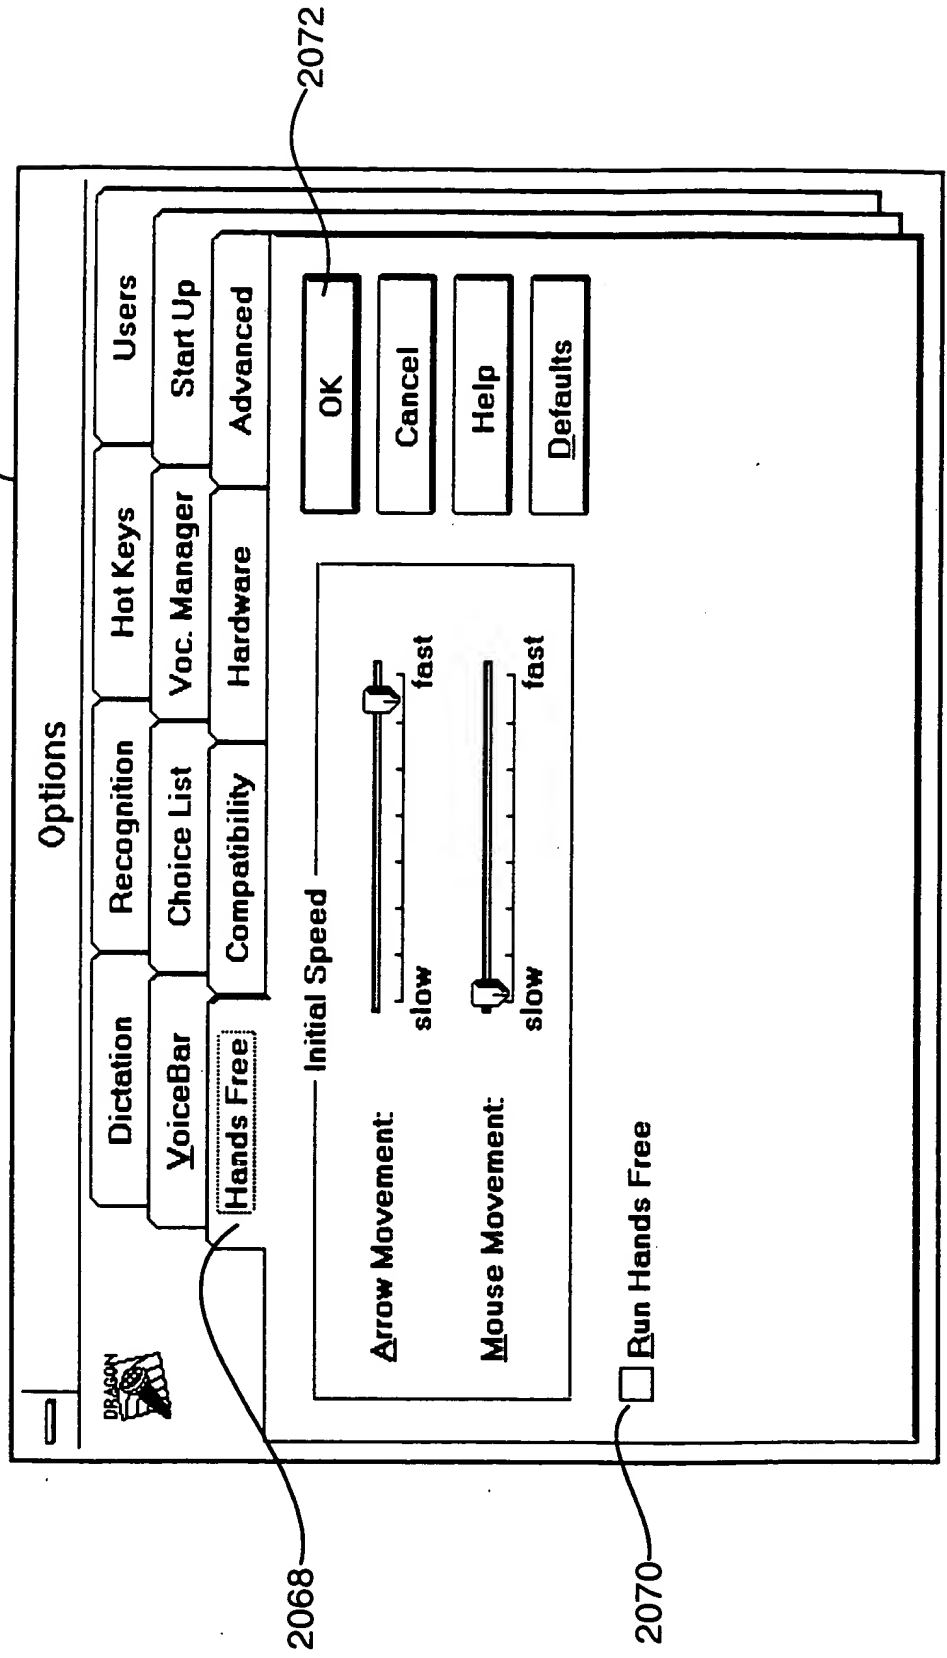 Options
DRAGON
Dictation Recognition Hot Keys Users
VoiceBar Choice List Voc. Manager Start Up
Hands Free Compatibility Hardware Advanced
Initial Speed
Arrow Movement:
slow fast
Mouse Movement:
slow fast
Run Hands Free
OK
Cancel
Help
Defaults
2068
2070
2072